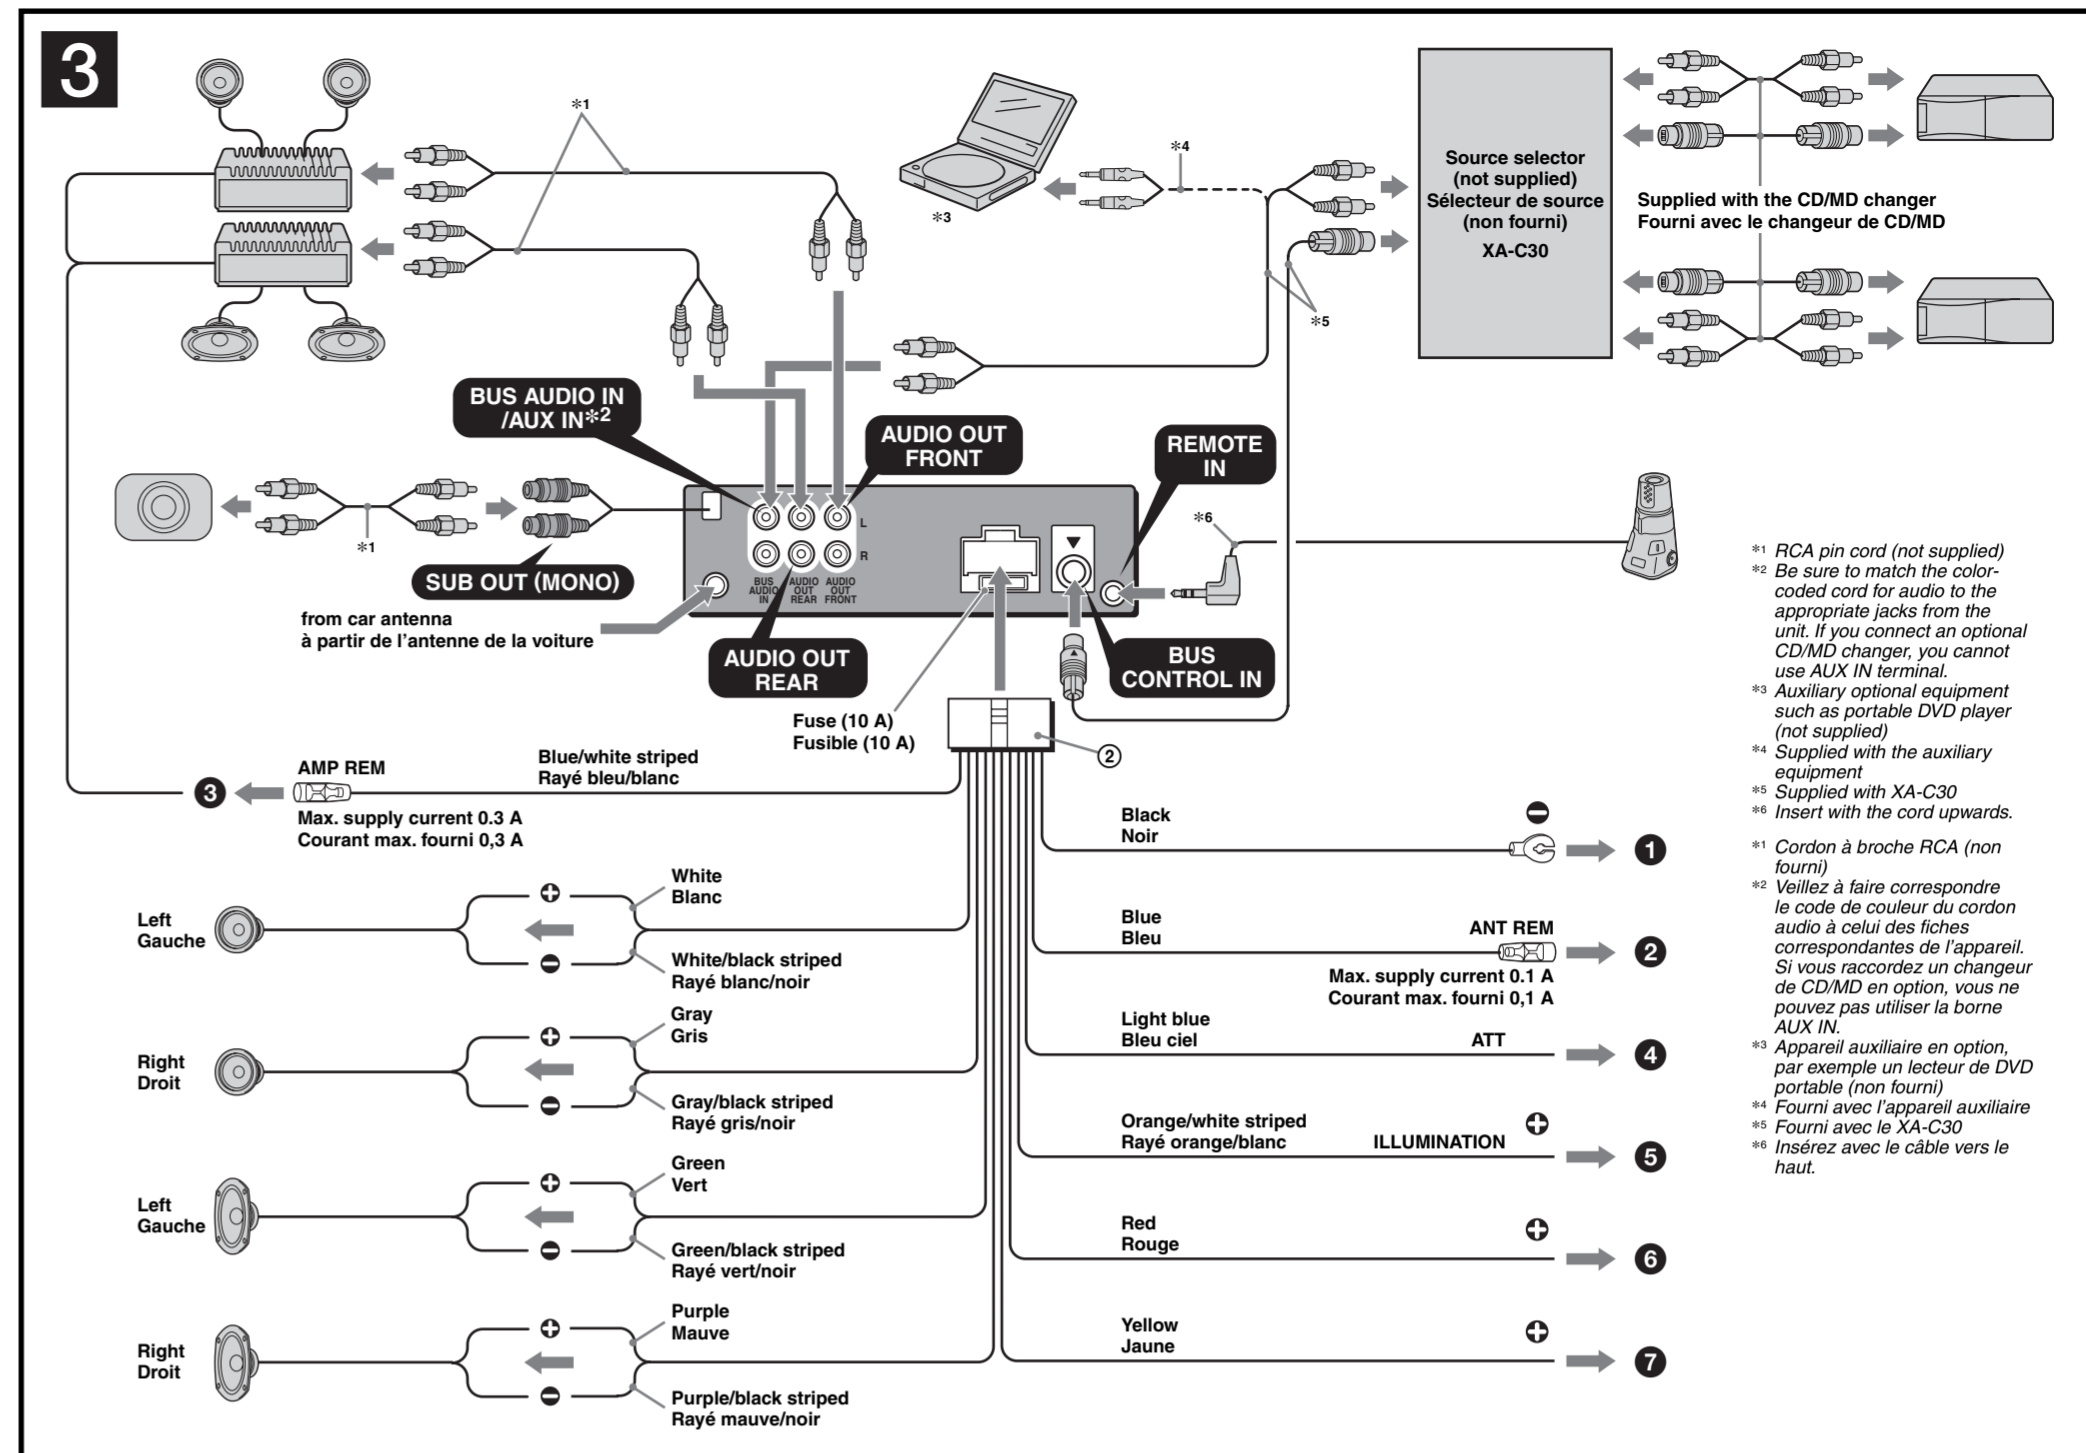 3
*1
*4
*3
*5
Source selector
(not supplied)
Sélecteur de source
(non fourni)
XA-C30
Supplied with the CD/MD changer
Fourni avec le changeur de CD/MD
BUS AUDIO IN
/AUX IN*2
AUDIO OUT
FRONT
REMOTE
IN
*6
*1
SUB OUT (MONO)
L
R
BUS
AUDIO
IN
AUDIO
OUT
REAR
AUDIO
OUT
FRONT
from car antenna
à partir de l’antenne de la voiture
AUDIO OUT
REAR
BUS
CONTROL IN
Fuse (10 A)
Fusible (10 A)
2
AMP REM
Blue/white striped
Rayé bleu/blanc
3
Max. supply current 0.3 A
Courant max. fourni 0,3 A
Left
Gauche
White
Blanc
White/black striped
Rayé blanc/noir
Right
Droit
Gray
Gris
Gray/black striped
Rayé gris/noir
Left
Gauche
Green
Vert
Green/black striped
Rayé vert/noir
Right
Droit
Purple
Mauve
Purple/black striped
Rayé mauve/noir
Black
Noir
1
Blue
Bleu
ANT REM
2
Max. supply current 0.1 A
Courant max. fourni 0,1 A
Light blue
Bleu ciel
ATT
4
Orange/white striped
Rayé orange/blanc
ILLUMINATION
5
Red
Rouge
6
Yellow
Jaune
7
*1 RCA pin cord (not supplied)
*2 Be sure to match the color-
coded cord for audio to the
appropriate jacks from the
unit. If you connect an optional
CD/MD changer, you cannot
use AUX IN terminal.
*3 Auxiliary optional equipment
such as portable DVD player
(not supplied)
*4 Supplied with the auxiliary
equipment
*5 Supplied with XA-C30
*6 Insert with the cord upwards.
*1 Cordon à broche RCA (non
fourni)
*2 Veillez à faire correspondre
le code de couleur du cordon
audio à celui des fiches
correspondantes de l’appareil.
Si vous raccordez un changeur
de CD/MD en option, vous ne
pouvez pas utiliser la borne
AUX IN.
*3 Appareil auxiliaire en option,
par exemple un lecteur de DVD
portable (non fourni)
*4 Fourni avec l’appareil auxiliaire
*5 Fourni avec le XA-C30
*6 Insérez avec le câble vers le
haut.